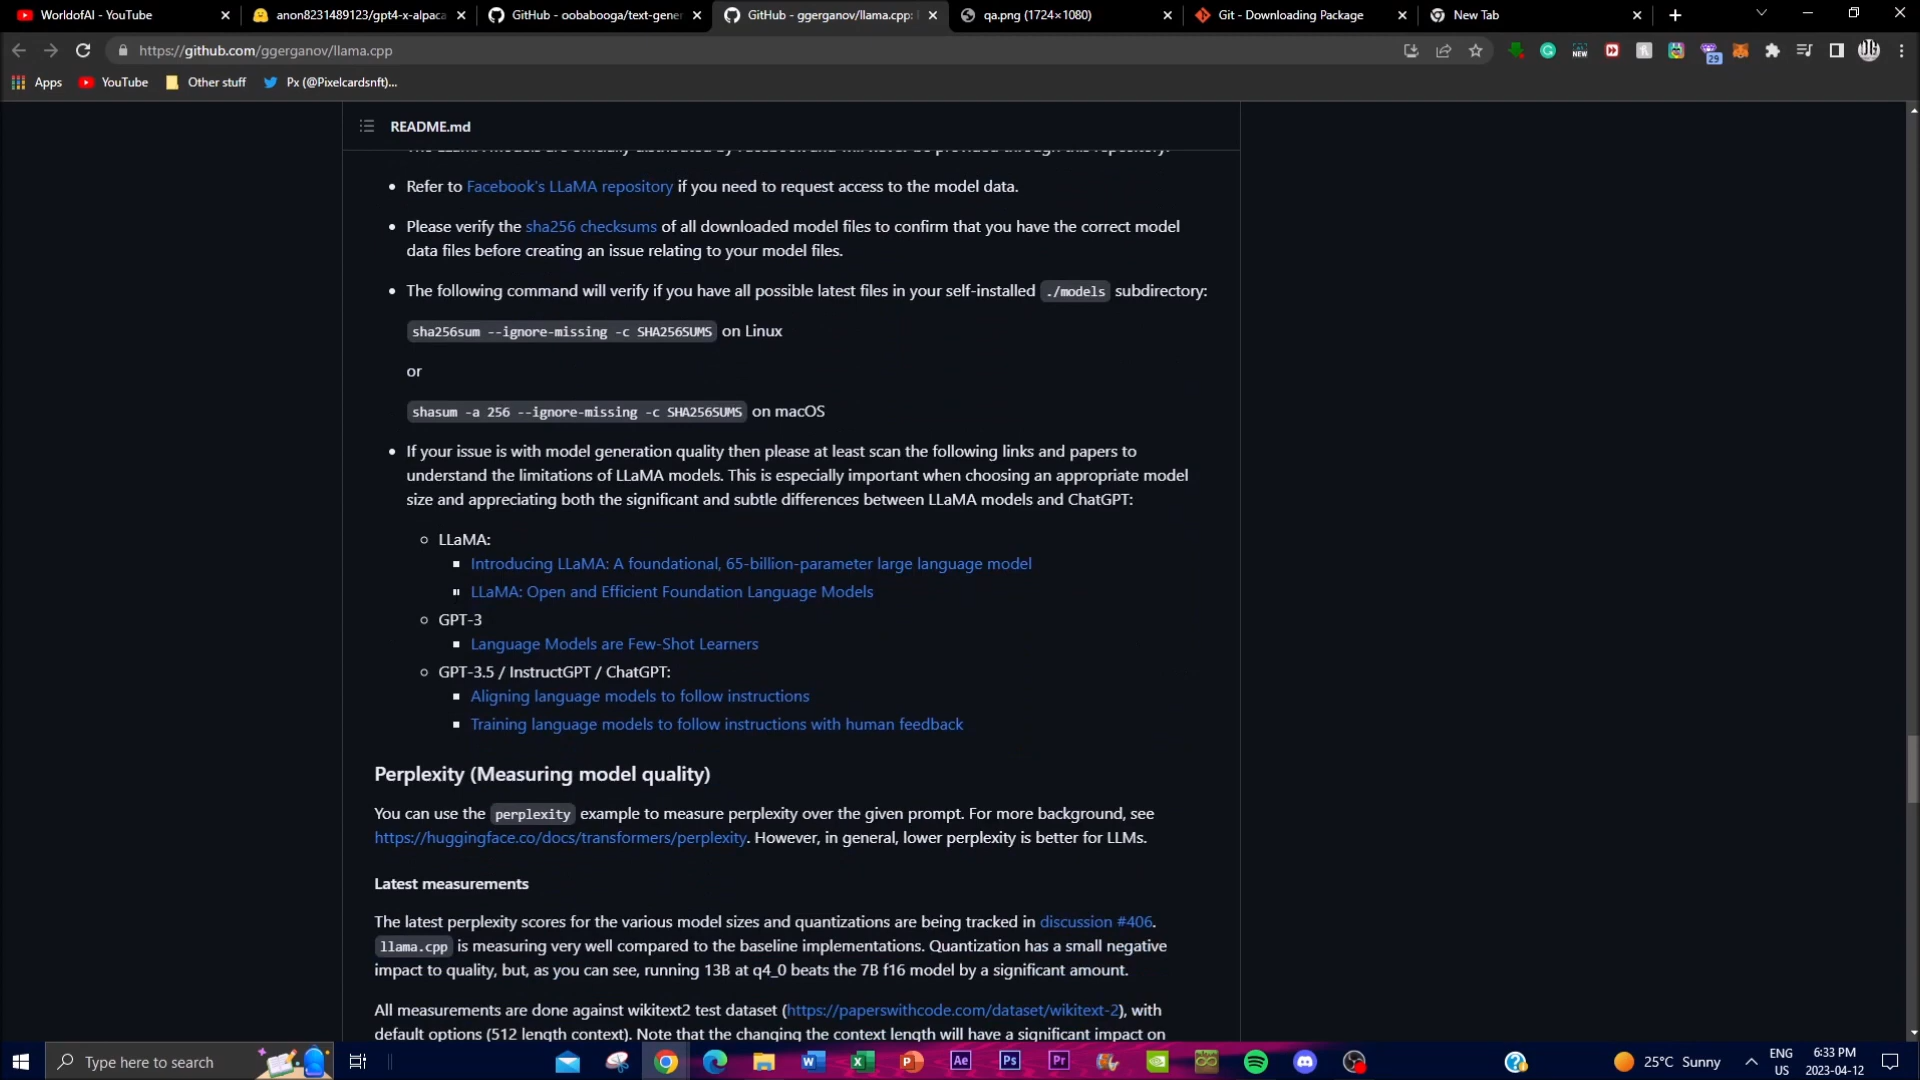 WorldofAI - YouTube
anon8231489123/gpt4-x-alpaca
GitHub - oobabooga/text-gener
GitHub - ggerganov/llama.cpp:
qa.png (1724×1080)
Git - Downloading Package
New Tab
https://github.com/ggerganov/llama.cpp
NEW
29
Apps
YouTube
Other stuff
Px (@Pixelcardsnft)...
README.md
Refer to Facebook's LLaMA repository if you need to request access to the model data.
Please verify the sha256 checksums of all downloaded model files to confirm that you have the correct model
data files before creating an issue relating to your model files.
The following command will verify if you have all possible latest files in your self-installed ./models subdirectory:
sha256sum --ignore-missing -c SHA256SUMS on Linux
or
shasum -a 256 --ignore-missing -c SHA256SUMS on macOS
If your issue is with model generation quality then please at least scan the following links and papers to
understand the limitations of LLaMA models. This is especially important when choosing an appropriate model
size and appreciating both the significant and subtle differences between LLaMA models and ChatGPT:
LLaMA:
Introducing LLaMA: A foundational, 65-billion-parameter large language model
LLaMA: Open and Efficient Foundation Language Models
GPT-3
Language Models are Few-Shot Learners
GPT-3.5 / InstructGPT / ChatGPT:
Aligning language models to follow instructions
Training language models to follow instructions with human feedback
Perplexity (Measuring model quality)
You can use the perplexity example to measure perplexity over the given prompt. For more background, see
https://huggingface.co/docs/transformers/perplexity. However, in general, lower perplexity is better for LLMs.
Latest measurements
The latest perplexity scores for the various model sizes and quantizations are being tracked in discussion #406.
llama.cpp is measuring very well compared to the baseline implementations. Quantization has a small negative
impact to quality, but, as you can see, running 13B at q4_0 beats the 7B f16 model by a significant amount.
All measurements are done against wikitext2 test dataset (https://paperswithcode.com/dataset/wikitext-2), with
default options (512 length context). Note that the changing the context length will have a significant impact on
Type here to search
Ae
Ps
Pr
25°C Sunny
ENG
US
6:33 PM
2023-04-12